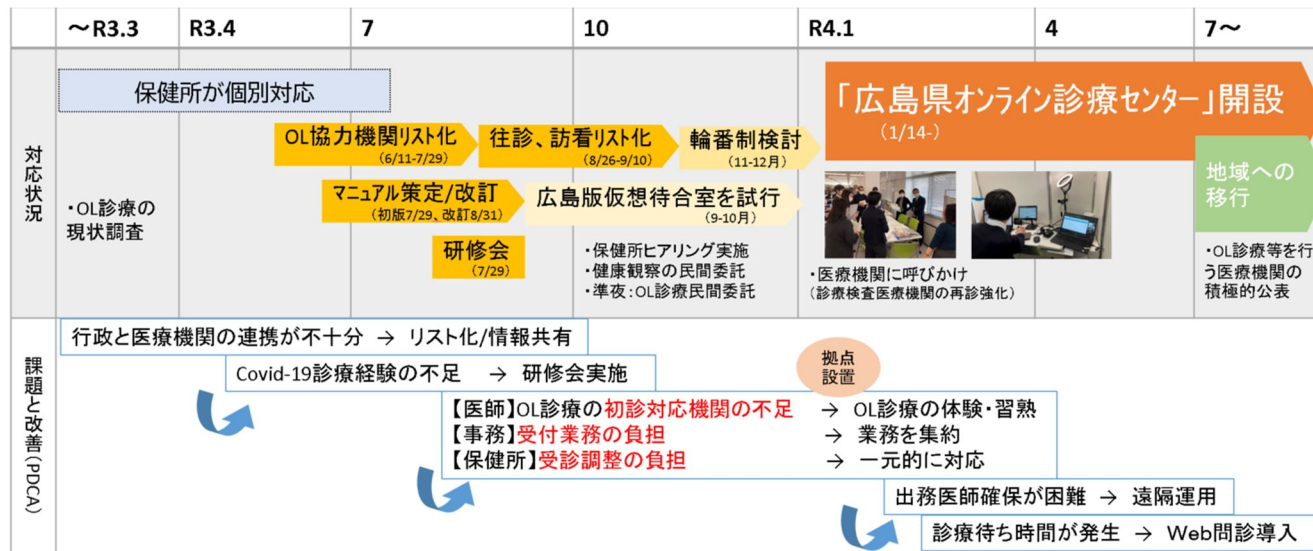 ～R3.3
R3.4
7
10
R4.1
4
7～
対応状況
保健所が個別対応
・OL診療の
現状調査
OL協力機関リスト化
(6/11-7/29)
往診、訪看リスト化
(8/26-9/10)
輪番制検討
(11-12月)
マニュアル策定/改訂
(初版7/29、改訂8/31)
広島版仮想待合室を試行
(9-10月)
研修会
(7/29)
・保健所ヒアリング実施
・健康観察の民間委託
・準夜:OL診療民間委託
「広島県オンライン診療センター」開設
(1/14-)
・医療機関に呼びかけ
(診療検査医療機関の再診強化)
地域への
移行
・OL診療等を行
う医療機関の
積極的公表
課題と改善(PDCA)
行政と医療機関の連携が不十分 → リスト化/情報共有
Covid-19診療経験の不足 → 研修会実施
拠点
設置
【医師】OL診療の初診対応機関の不足 → OL診療の体験・習熟
【事務】受付業務の負担 → 業務を集約
【保健所】受診調整の負担 → 一元的に対応
出務医師確保が困難 → 遠隔運用
診療待ち時間が発生 → Web問診導入